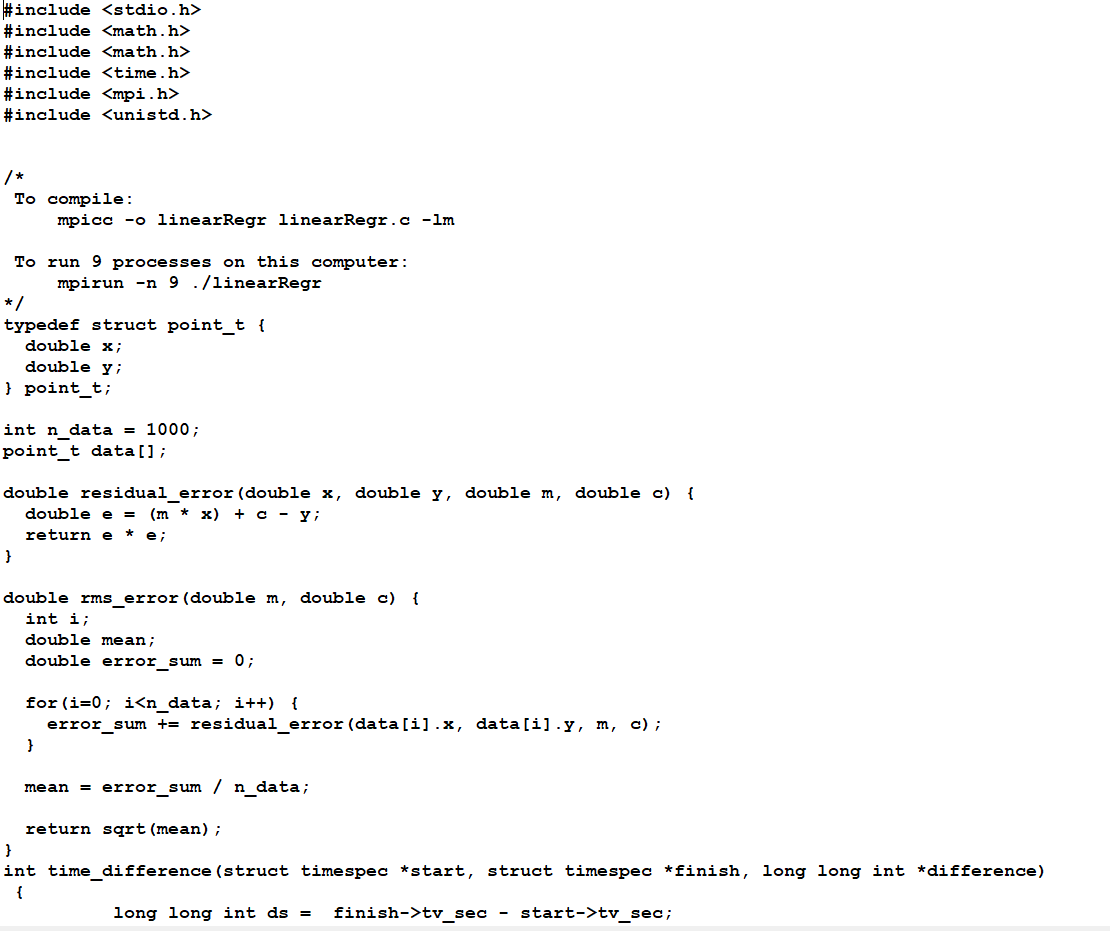 #include <stdio.h>
#include <math.h>
#include <math.h>
#include <time.h>
#include <mpi.h>
#include <unistd.h>
/*
To compile:
mpicc -o linearRegr linearRegr.c -lm
To run 9 processes on this computer:
mpirun -n 9 ./linearRegr
*/
typedef struct point_t {
double x;
double y;
} point_t;
int n_data = 1000;
point_t data[];
double residual_error(double x, double y, double m, double c) {
double e = (m * x) + c - y;
return e * e;
}
double rms_error(double m, double c) {
int i;
double mean;
double error_sum = 0;
for(i=0; i<n_data; i++) {
error_sum += residual_error(data[i].x, data[i].y, m, c);
}
mean = error_sum / n_data;
return sqrt(mean);
}
int time_difference(struct timespec *start, struct timespec *finish, long long int *difference)
{
long long int ds =  finish->tv_sec - start->tv_sec;